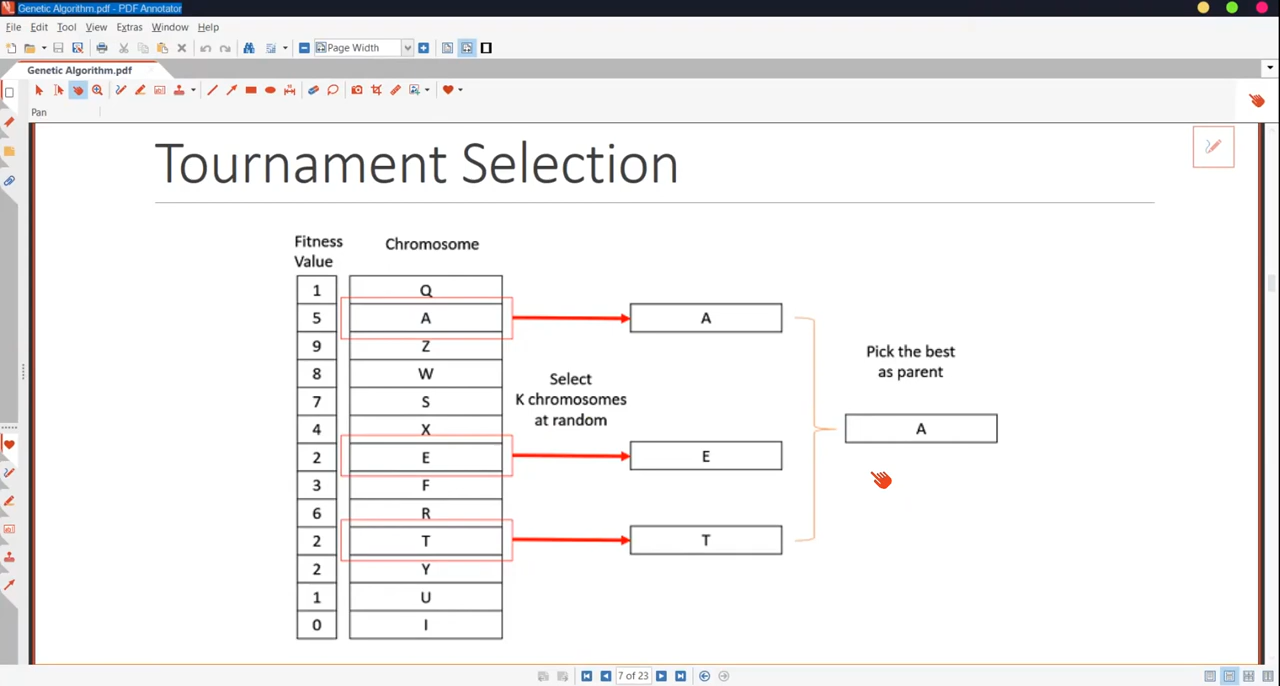 Genetic Algorithm.pdf - PDF Annotator
File Edit Tool View Extras Window Help
Page Width
Genetic Algorithm.pdf
Pan
Tournament Selection
Fitness
Value
Chromosome
1 Q
5 A
9 Z
8 W
7 S
4 X
2 E
3 F
6 R
2 T
2 Y
1 U
0 I
Select
K chromosomes
at random
A
E
T
Pick the best
as parent
A
7 of 23